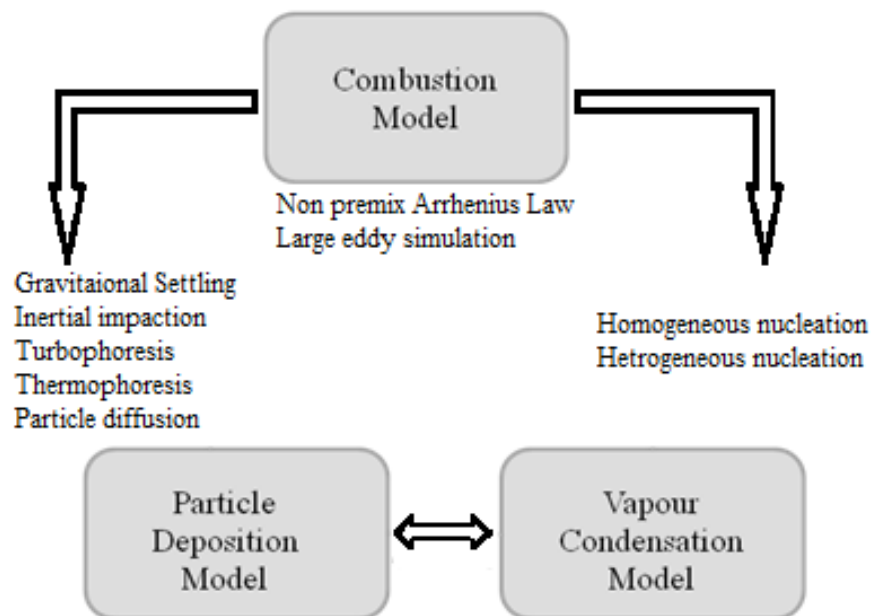 Combustion
Model
Non premix Arrhenius Law
Large eddy simulation
Gravitaional Settling
Inertial impaction
Turbophoresis
Thermophoresis
Particle diffusion
Homogeneous nucleation
Hetrogeneous nucleation
Particle
Deposition
Model
Vapour
Condensation
Model